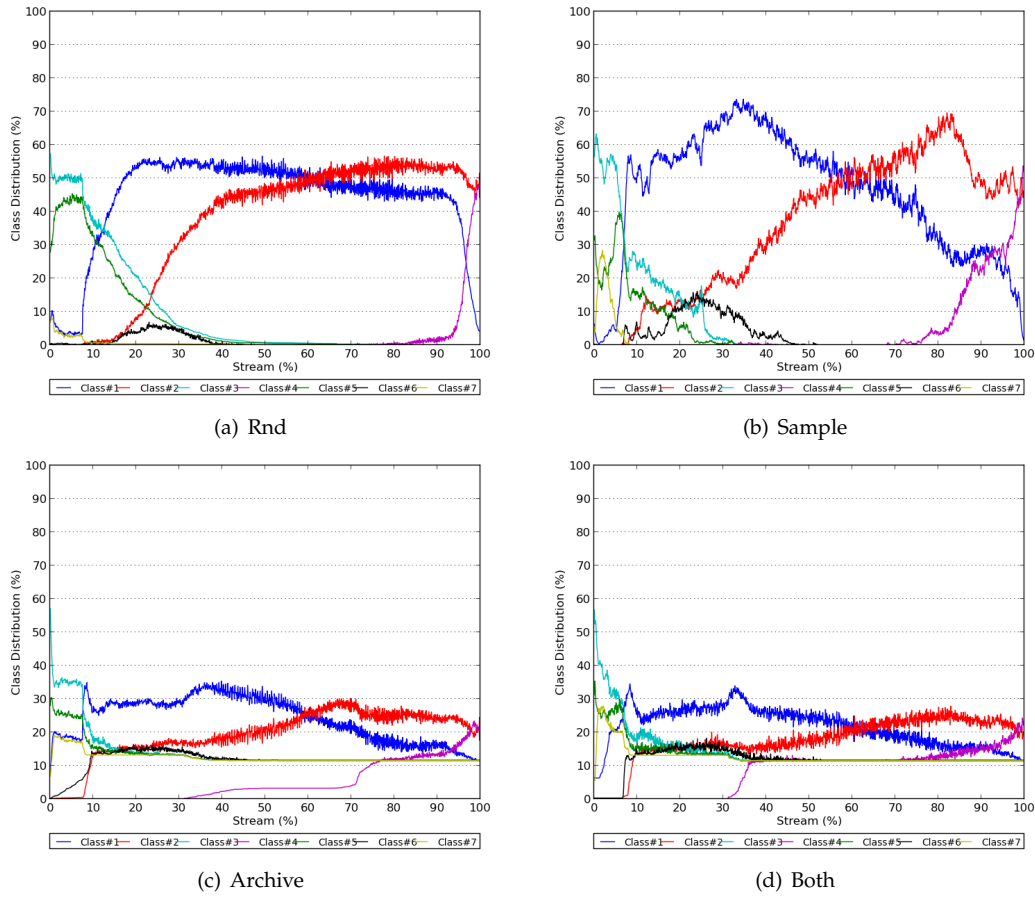 100
90
80
70
60
50
40
30
20
10
0
Class Distribution (%)
0 10 20 30 40 50 60 70 80 90 100
Stream (%)
Class#1 Class#2 Class#3 Class#4 Class#5 Class#6 Class#7
(a) Rnd
100
90
80
70
60
50
40
30
20
10
0
Class Distribution (%)
0 10 20 30 40 50 60 70 80 90 100
Stream (%)
Class#1 Class#2 Class#3 Class#4 Class#5 Class#6 Class#7
(b) Sample
100
90
80
70
60
50
40
30
20
10
0
Class Distribution (%)
0 10 20 30 40 50 60 70 80 90 100
Stream (%)
Class#1 Class#2 Class#3 Class#4 Class#5 Class#6 Class#7
(c) Archive
100
90
80
70
60
50
40
30
20
10
0
Class Distribution (%)
0 10 20 30 40 50 60 70 80 90 100
Stream (%)
Class#1 Class#2 Class#3 Class#4 Class#5 Class#6 Class#7
(d) Both